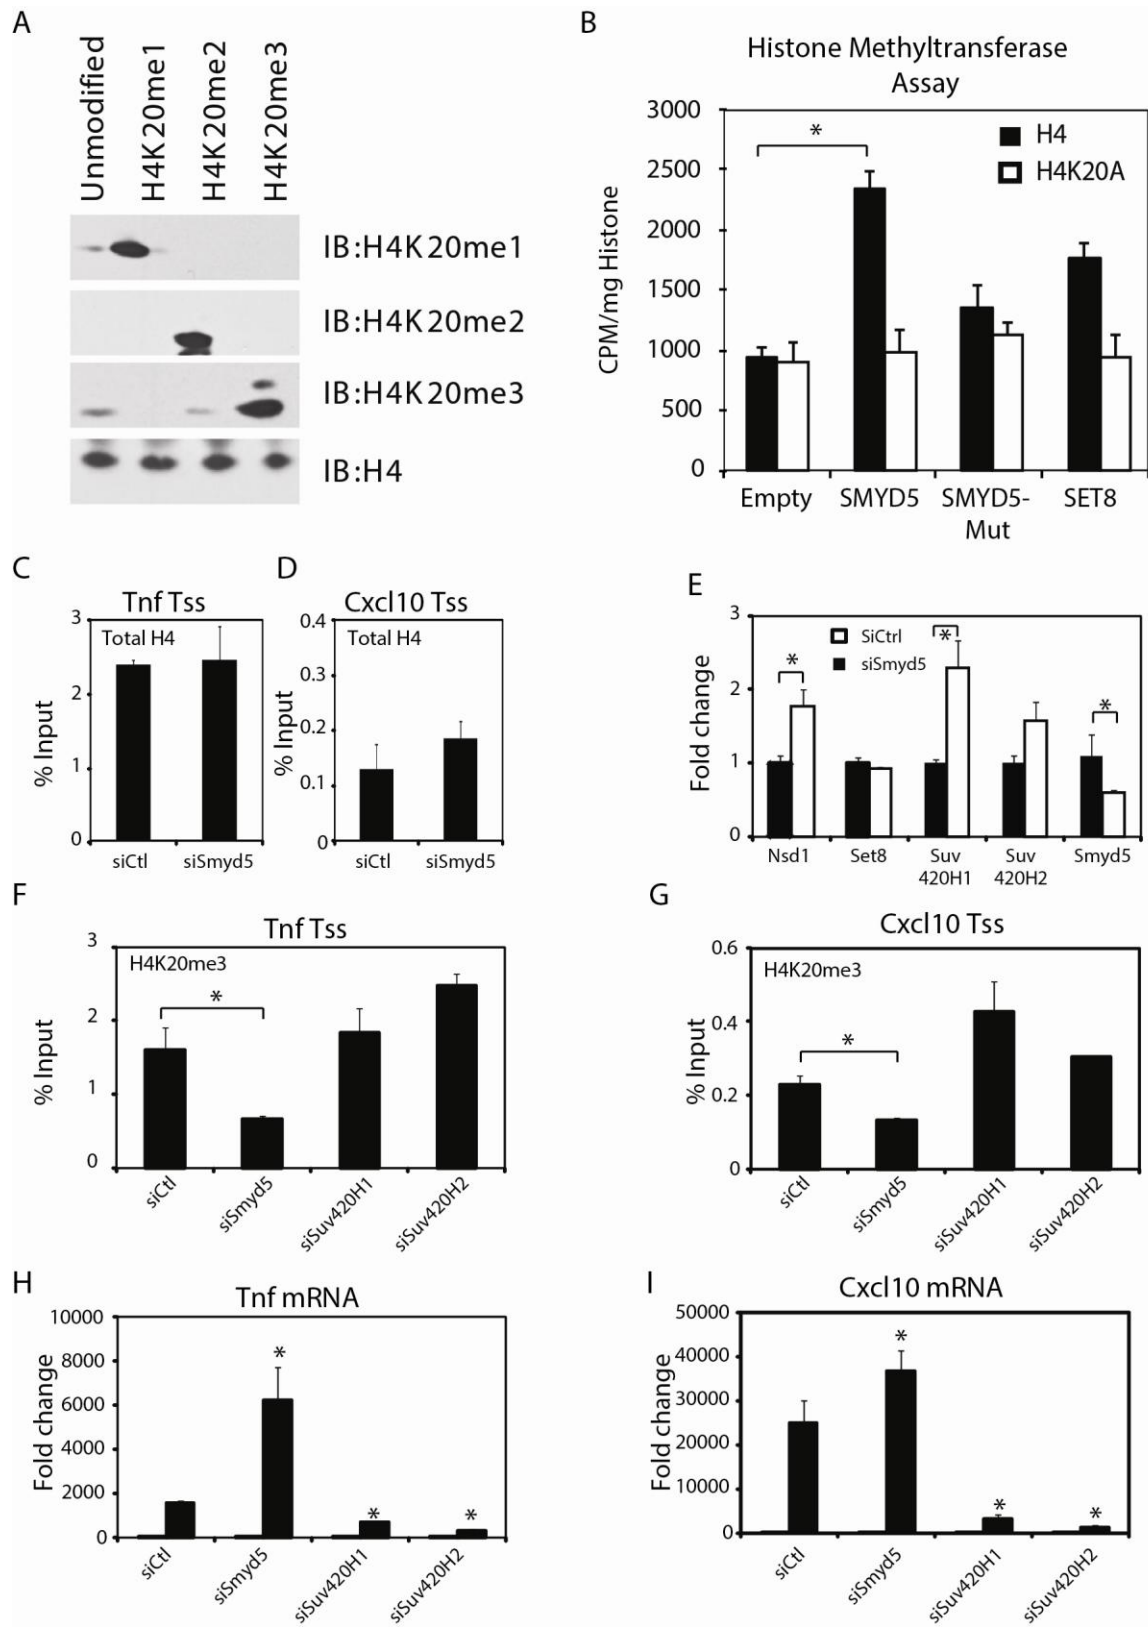 A
Unmodified
H4K20me1
H4K20me2
H4K20me3
IB:H4K20me1
IB:H4K20me2
IB:H4K20me3
IB:H4
B
Histone Methyltransferase
Assay
CPM/mg Histone
3000
2500
2000
1500
1000
500
0
*
H4
H4K20A
Empty
SMYD5
SMYD5-
Mut
SET8
C
Tnf Tss
Total H4
% Input
3
2
1
0
siCtl
siSmyd5
D
Cxcl10 Tss
Total H4
% Input
0.4
0.3
0.2
0.1
0
siCtl
siSmyd5
E
Fold change
3
2
1
0
SiCtrl
siSmyd5
*
*
*
Nsd1
Set8
Suv
420H1
Suv
420H2
Smyd5
F
Tnf Tss
H4K20me3
% Input
3
2
1
0
*
siCtl
siSmyd5
siSuv420H1
siSuv420H2
G
Cxcl10 Tss
H4K20me3
% Input
0.6
0.4
0.2
0
*
siCtl
siSmyd5
siSuv420H1
siSuv420H2
H
Tnf mRNA
Fold change
10000
8000
6000
4000
2000
0
*
*
*
siCtl
siSmyd5
siSuv420H1
siSuv420H2
I
Cxcl10 mRNA
Fold change
50000
40000
30000
20000
10000
0
*
*
*
siCtl
siSmyd5
siSuv420H1
siSuv420H2